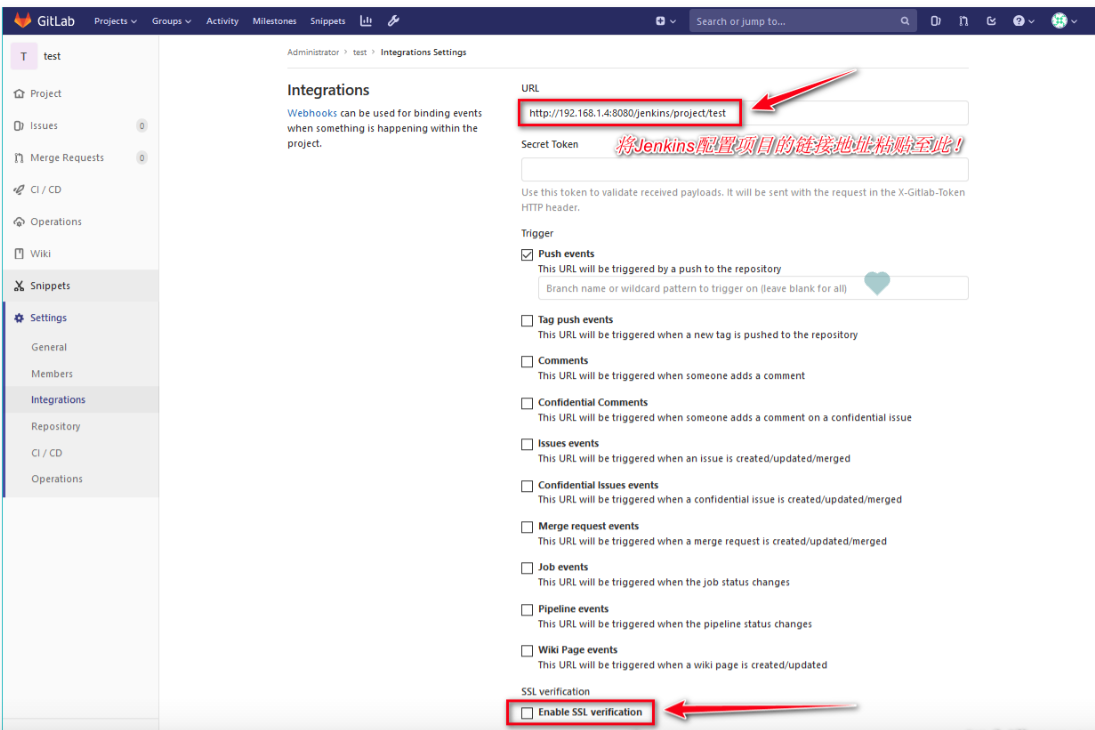 GitLab Projects Groups Activity Milestones Snippets Search or jump to...
T test
Project
Issues 0
Merge Requests 0
CI / CD
Operations
Wiki
Snippets
Settings
General
Members
Integrations
Repository
CI / CD
Operations
Administrator > test > Integrations Settings
Integrations
Webhooks can be used for binding events
when something is happening within the
project.
URL
http://192.168.1.4:8080/jenkins/project/test
将Jenkins配置项目的链接地址粘贴至此！
Secret Token
Use this token to validate received payloads. It will be sent with the request in the X-Gitlab-Token
HTTP header.
Trigger
Push events
This URL will be triggered by a push to the repository
Branch name or wildcard pattern to trigger on (leave blank for all)
Tag push events
This URL will be triggered when a new tag is pushed to the repository
Comments
This URL will be triggered when someone adds a comment
Confidential Comments
This URL will be triggered when someone adds a comment on a confidential issue
Issues events
This URL will be triggered when an issue is created/updated/merged
Confidential Issues events
This URL will be triggered when a confidential issue is created/updated/merged
Merge request events
This URL will be triggered when a merge request is created/updated/merged
Job events
This URL will be triggered when the job status changes
Pipeline events
This URL will be triggered when the pipeline status changes
Wiki Page events
This URL will be triggered when a wiki page is created/updated
SSL verification
Enable SSL verification